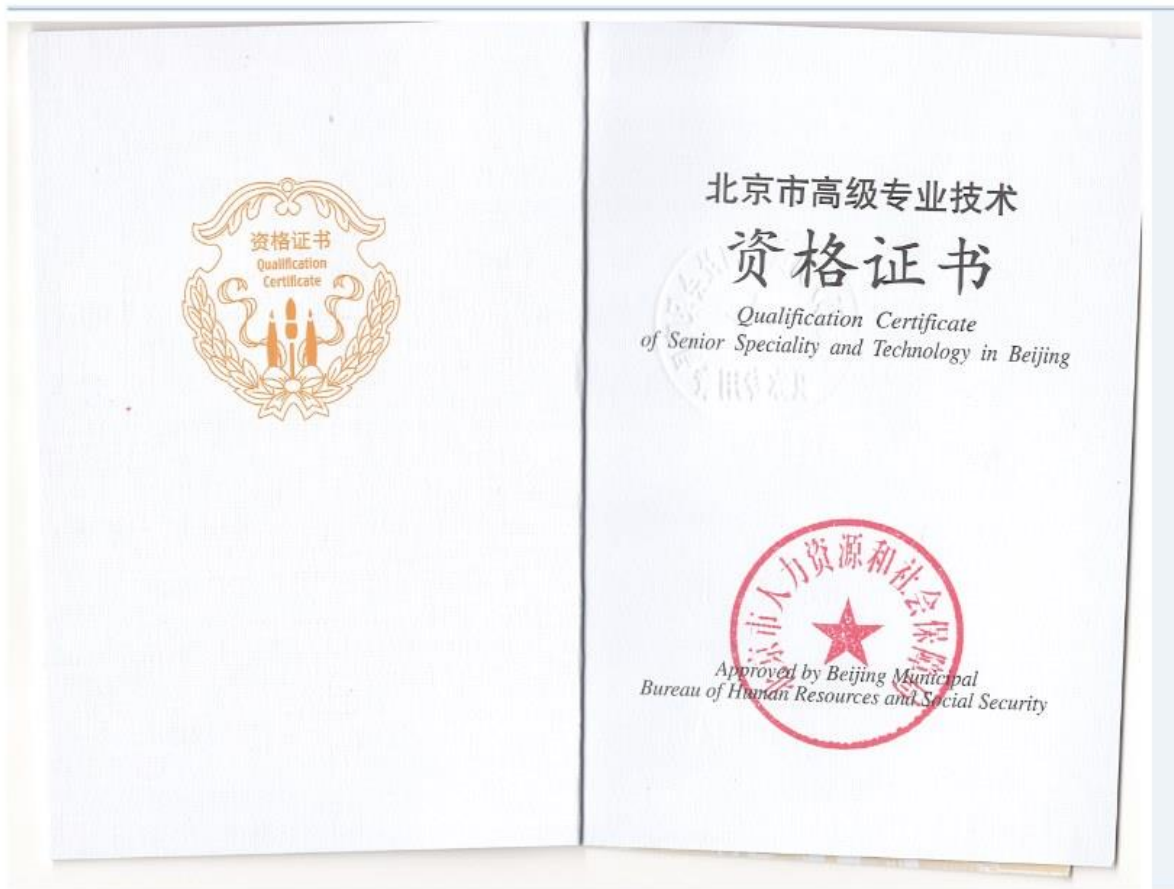 资格证书
Qualification
Certificate
北京市高级专业技术
资格证书
Qualification Certificate
of Senior Speciality and Technology in Beijing
北京市人力资源和社会保障局
Approved by Beijing Municipal
Bureau of Human Resources and Social Security